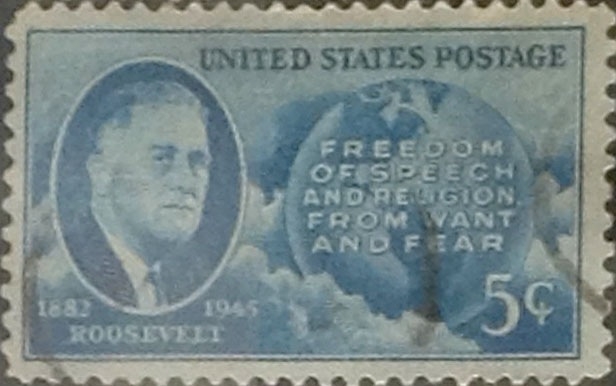 UNITED STATES POSTAGE
FREEDOM
OF SPEECH
AND RELIGION,
FROM WANT
AND FEAR
5¢
1882 1945
ROOSEVELT